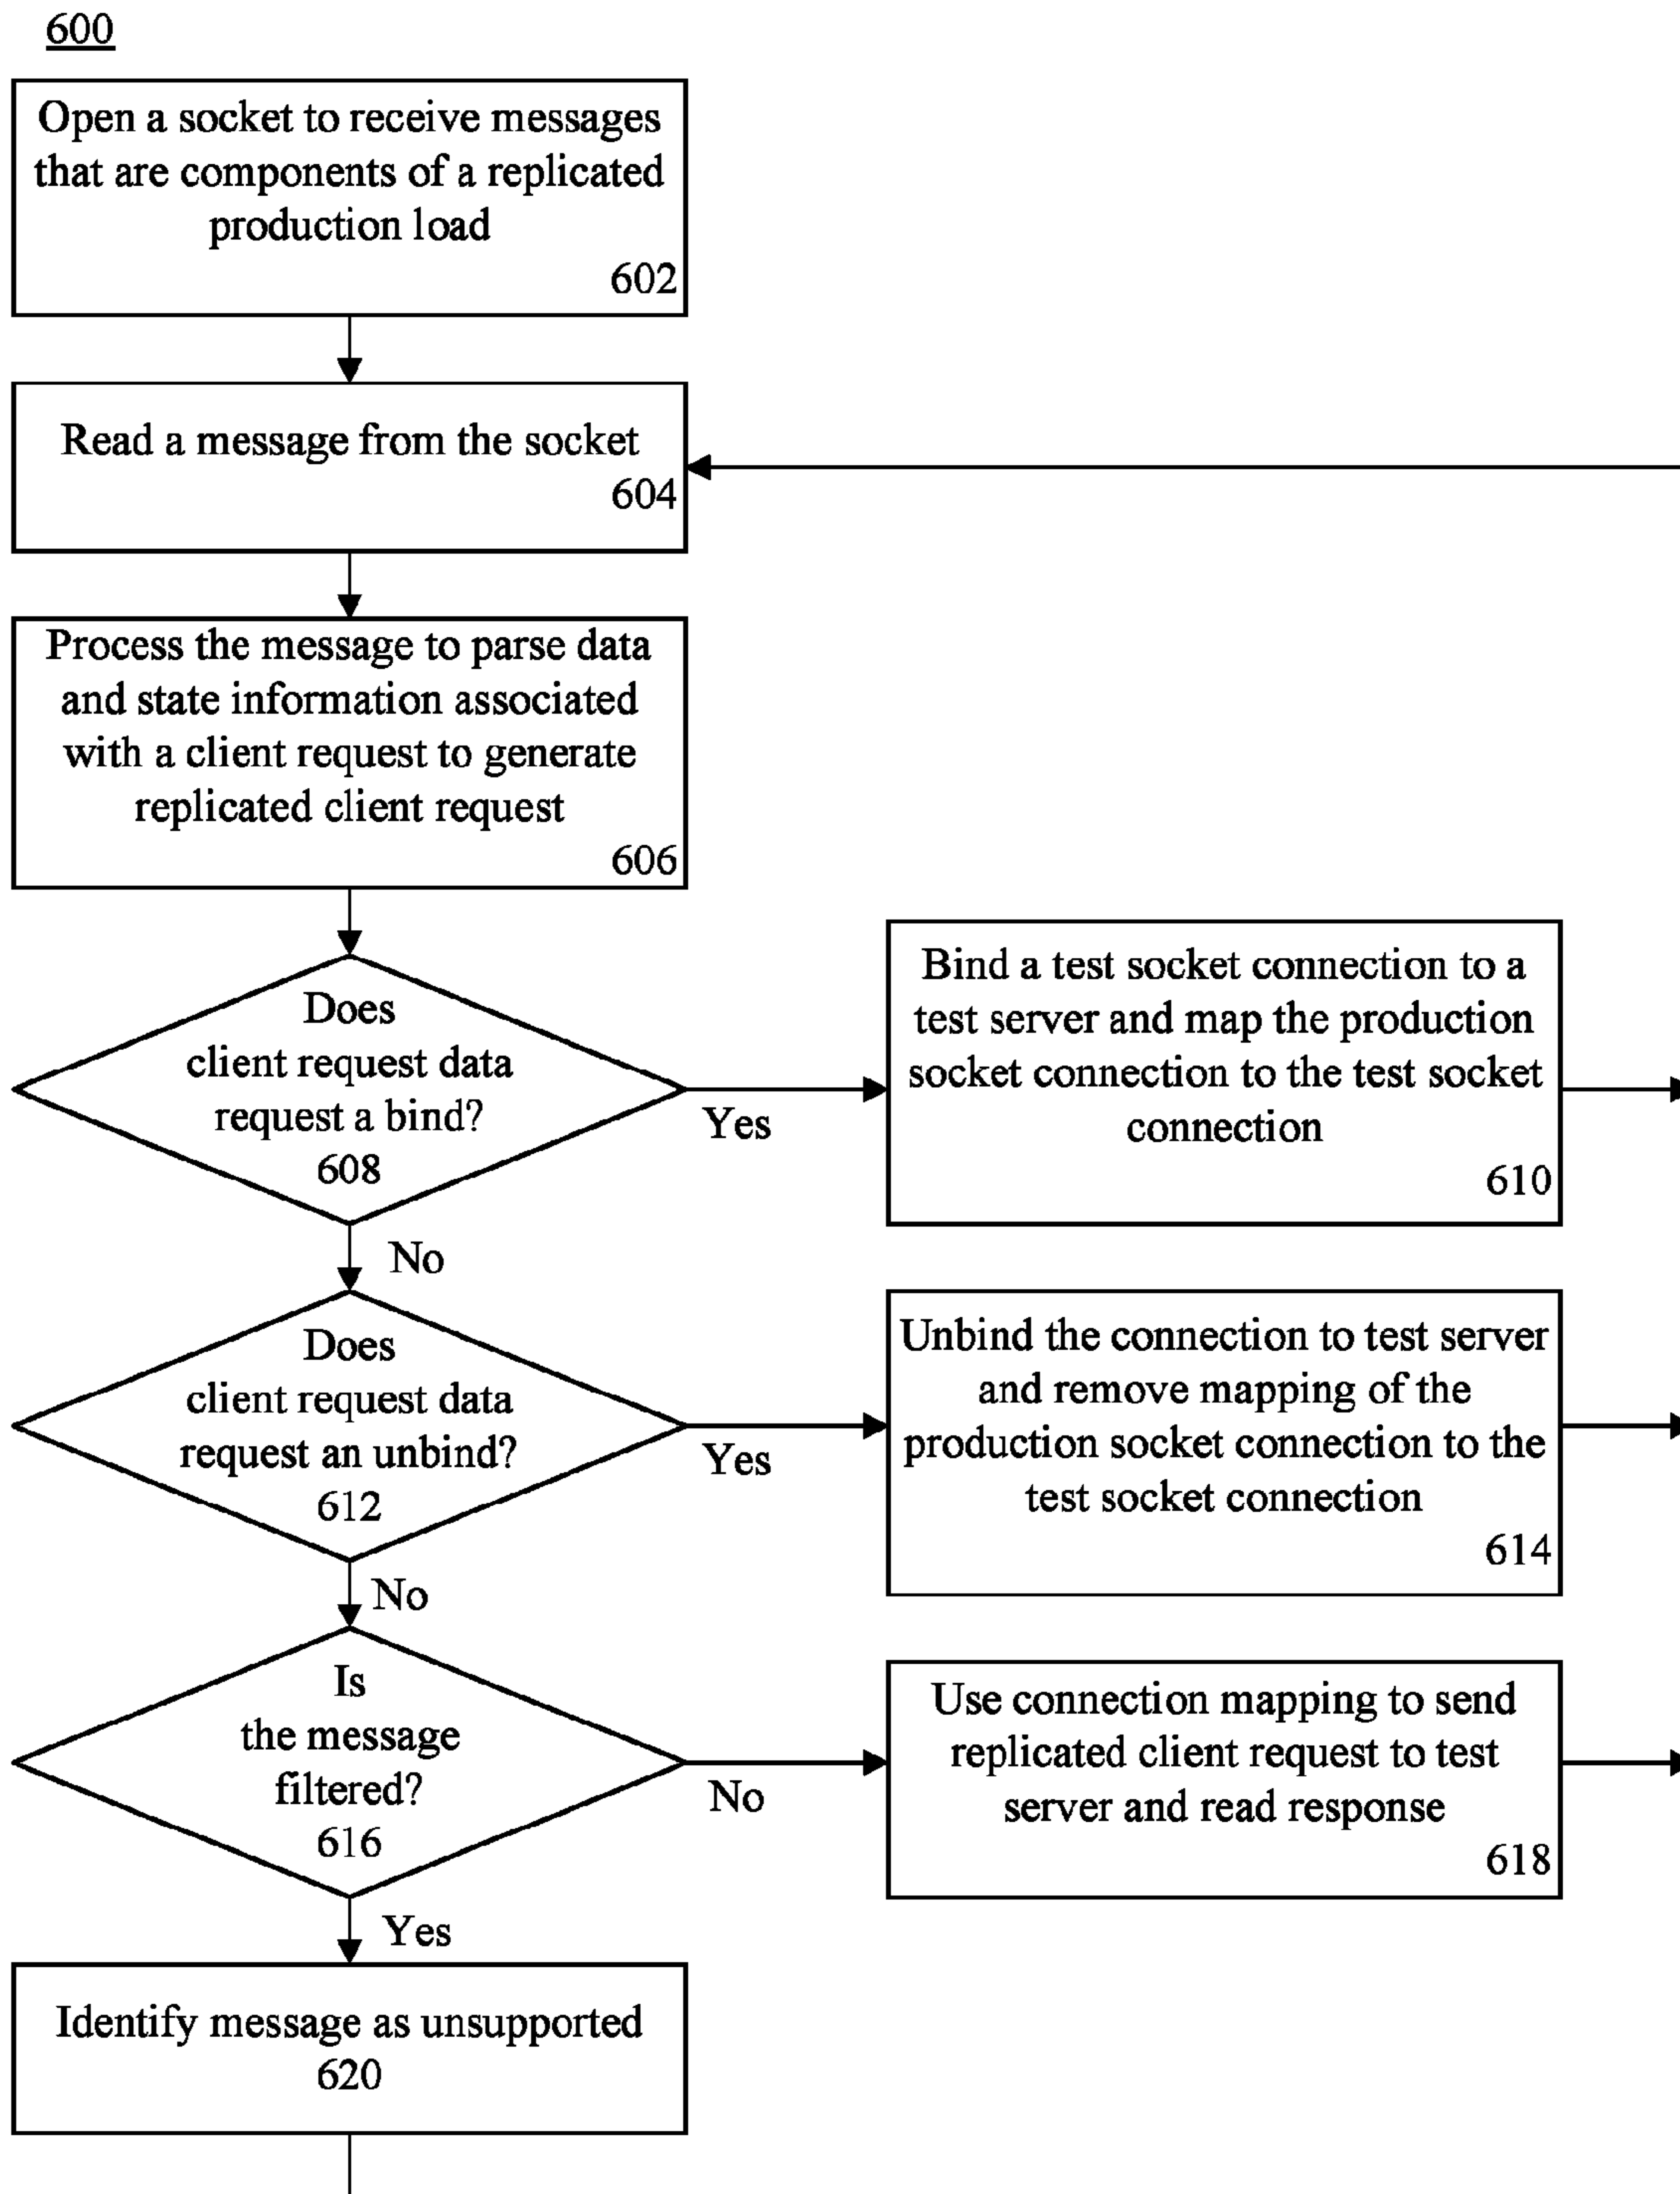 600
Open a socket to receive messages
that are components of a replicated
production load
602
Read a message from the socket
604
Process the message to parse data
and state information associated
with a client request to generate
replicated client request
606
Does
client request data
request a bind?
608
Yes
No
Bind a test socket connection to a
test server and map the production
socket connection to the test socket
connection
610
Does
client request data
request an unbind?
612
Yes
No
Unbind the connection to test server
and remove mapping of the
production socket connection to the
test socket connection
614
Is
the message
filtered?
616
No
Yes
Use connection mapping to send
replicated client request to test
server and read response
618
Identify message as unsupported
620